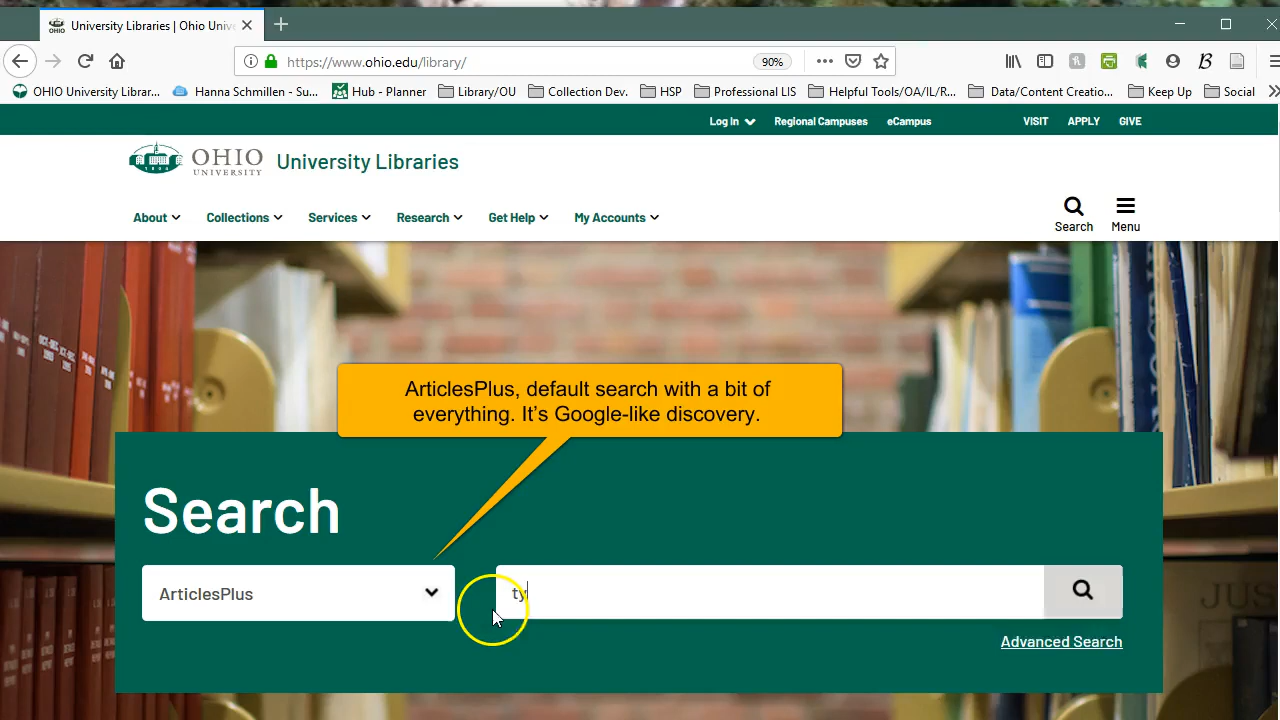 University Libraries | Ohio Unive
https://www.ohio.edu/library/
90%
OHIO University Librar...
Hanna Schmillen - Su...
Hub - Planner
Library/OU
Collection Dev.
HSP
Professional LIS
Helpful Tools/OA/IL/R...
Data/Content Creatio...
Keep Up
Social
Log In
Regional Campuses
eCampus
VISIT
APPLY
GIVE
OHIO
UNIVERSITY
University Libraries
About
Collections
Services
Research
Get Help
My Accounts
Search
Menu
ArticlesPlus, default search with a bit of
everything. It's Google-like discovery.
Search
ArticlesPlus
ty
Advanced Search